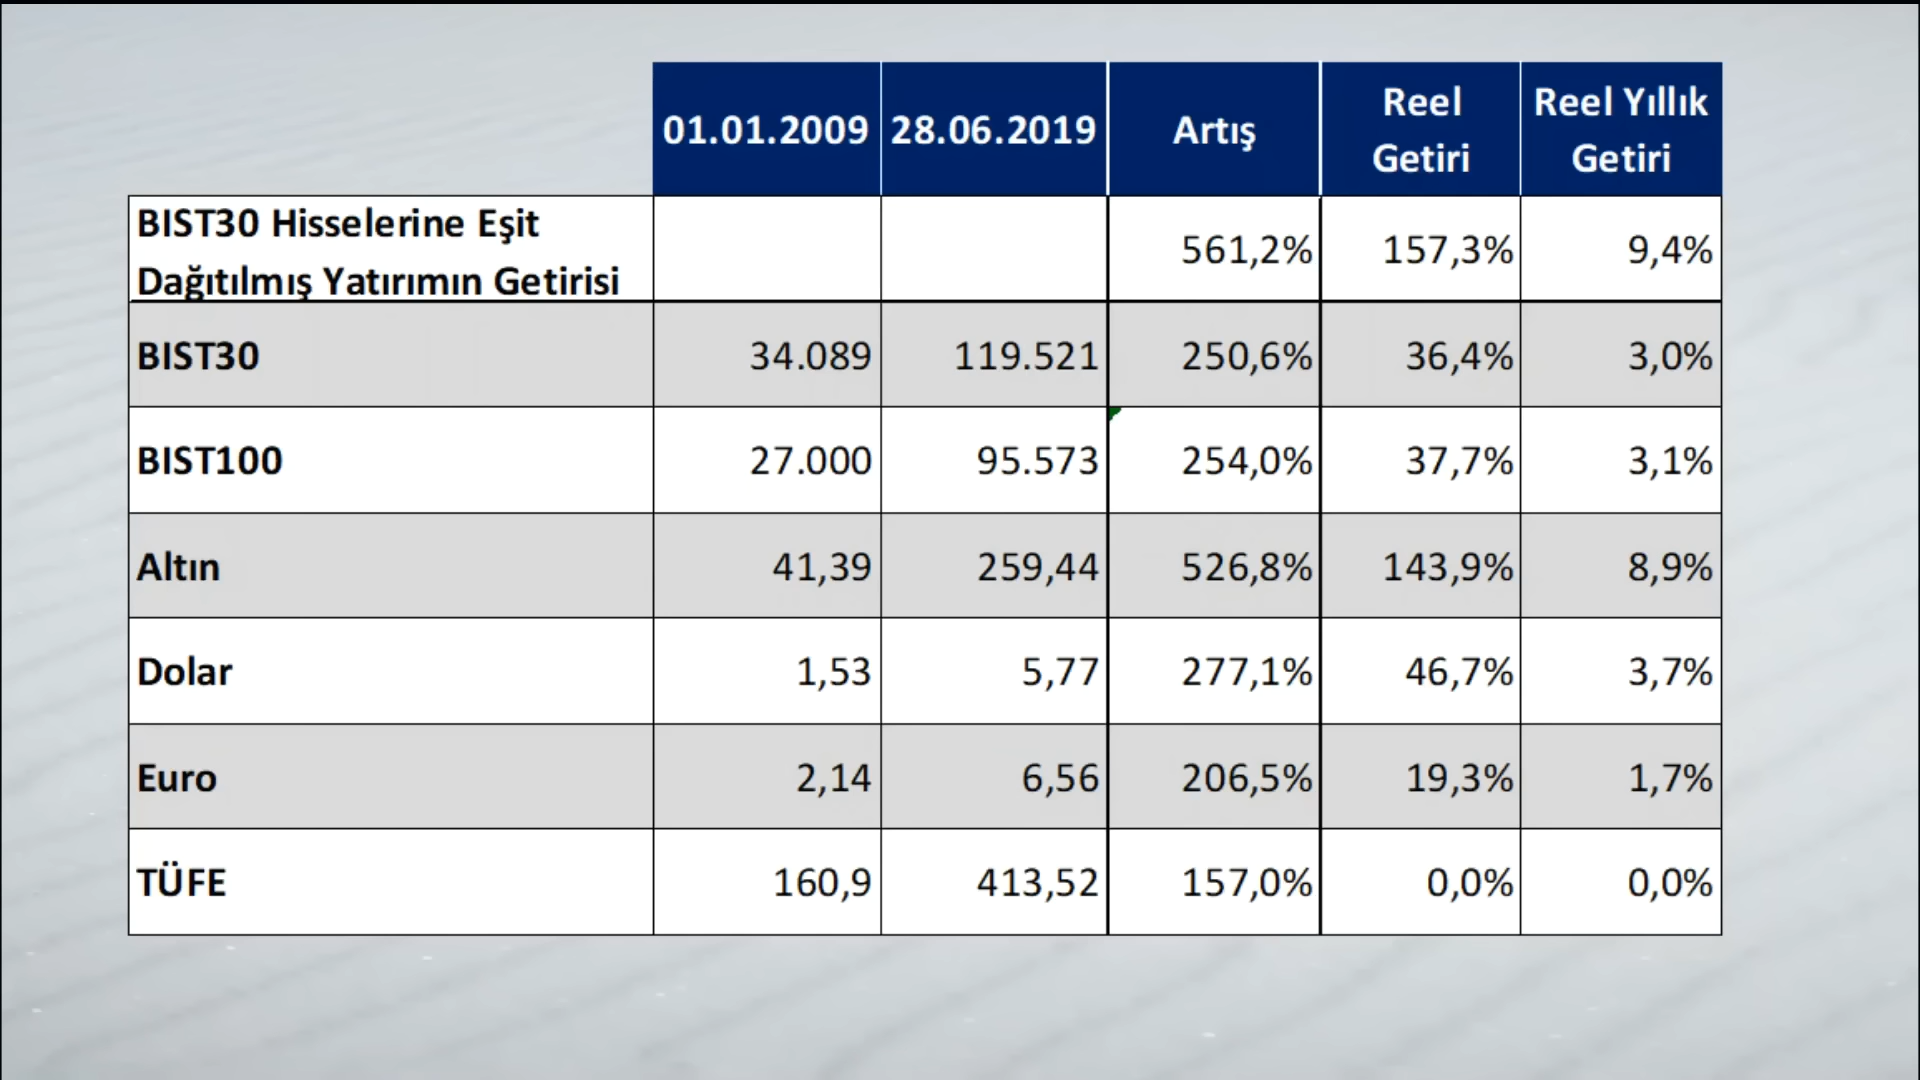 01.01.2009 28.06.2019 Artış Reel Getiri Reel Yıllık Getiri
BIST30 Hisselerine Eşit
Dağıtılmış Yatırımın Getirisi 561,2% 157,3% 9,4%
BIST30 34.089 119.521 250,6% 36,4% 3,0%
BIST100 27.000 95.573 254,0% 37,7% 3,1%
Altın 41,39 259,44 526,8% 143,9% 8,9%
Dolar 1,53 5,77 277,1% 46,7% 3,7%
Euro 2,14 6,56 206,5% 19,3% 1,7%
TÜFE 160,9 413,52 157,0% 0,0% 0,0%